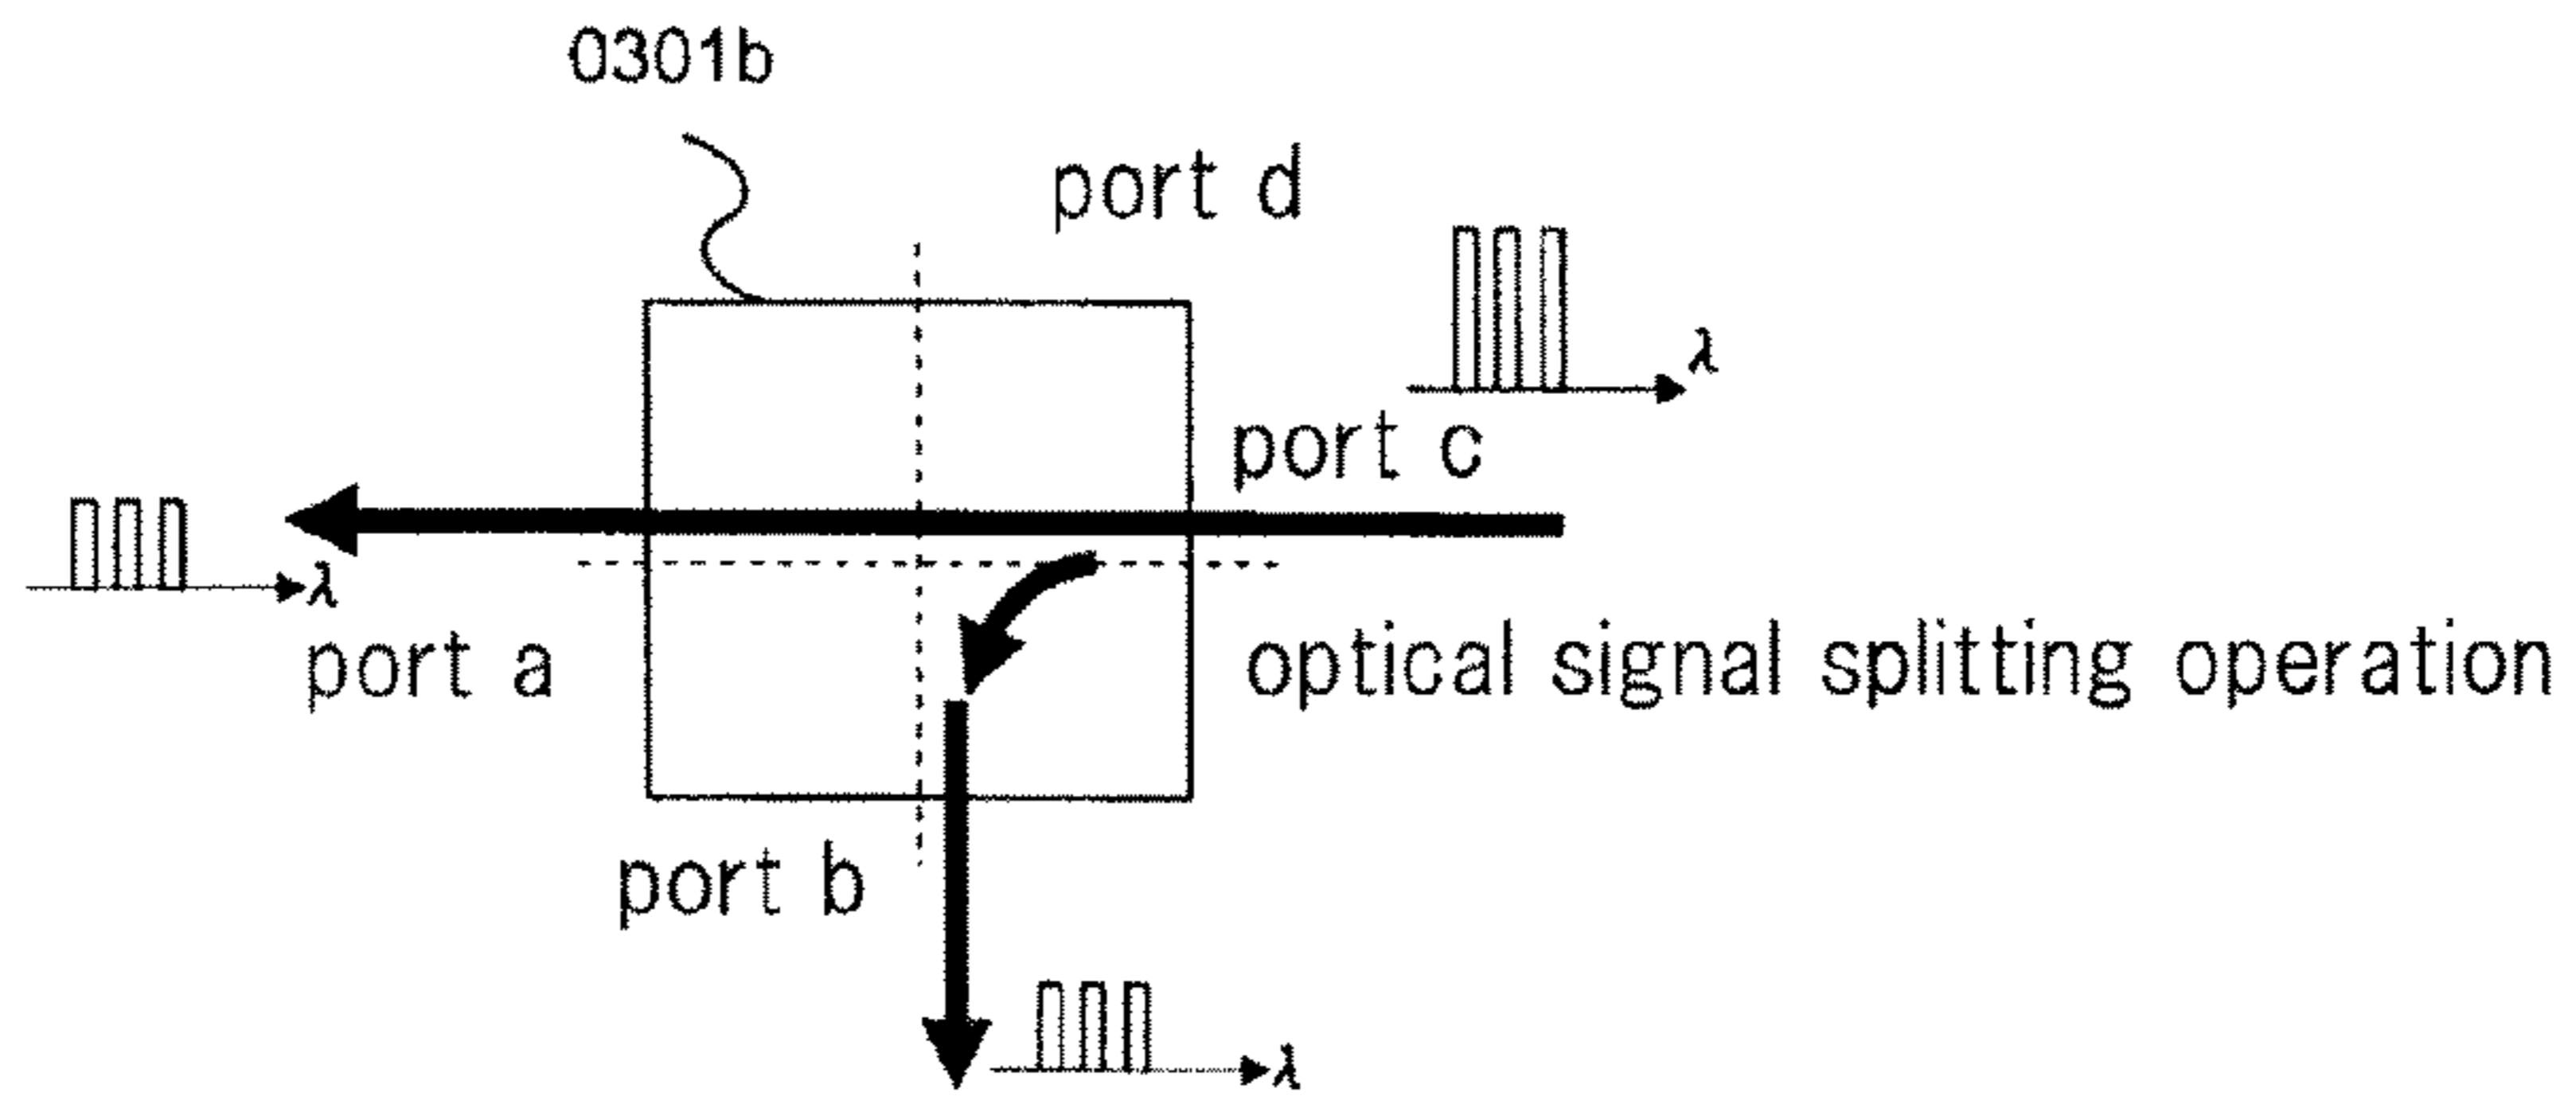 0301b
port d
λ
port c
λ
port a
optical signal splitting operation
port b
λ